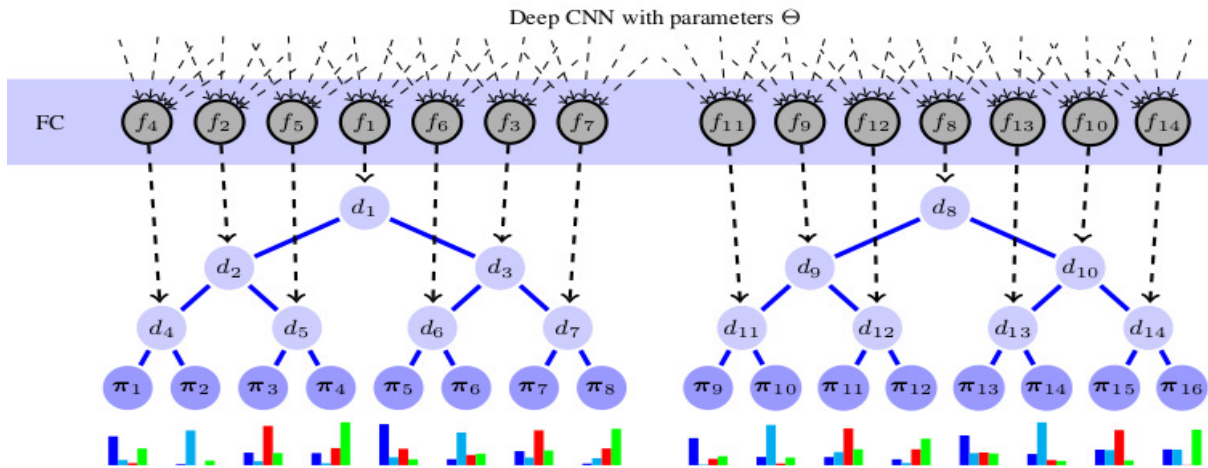 Deep CNN with parameters Θ
FC f₄ f₂ f₅ f₁ f₆ f₃ f₇ f₁₁ f₉ f₁₂ f₈ f₁₃ f₁₀ f₁₄
d₁ d₈
d₂ d₃ d₉ d₁₀
d₄ d₅ d₆ d₇ d₁₁ d₁₂ d₁₃ d₁₄
π₁ π₂ π₃ π₄ π₅ π₆ π₇ π₈ π₉ π₁₀ π₁₁ π₁₂ π₁₃ π₁₄ π₁₅ π₁₆